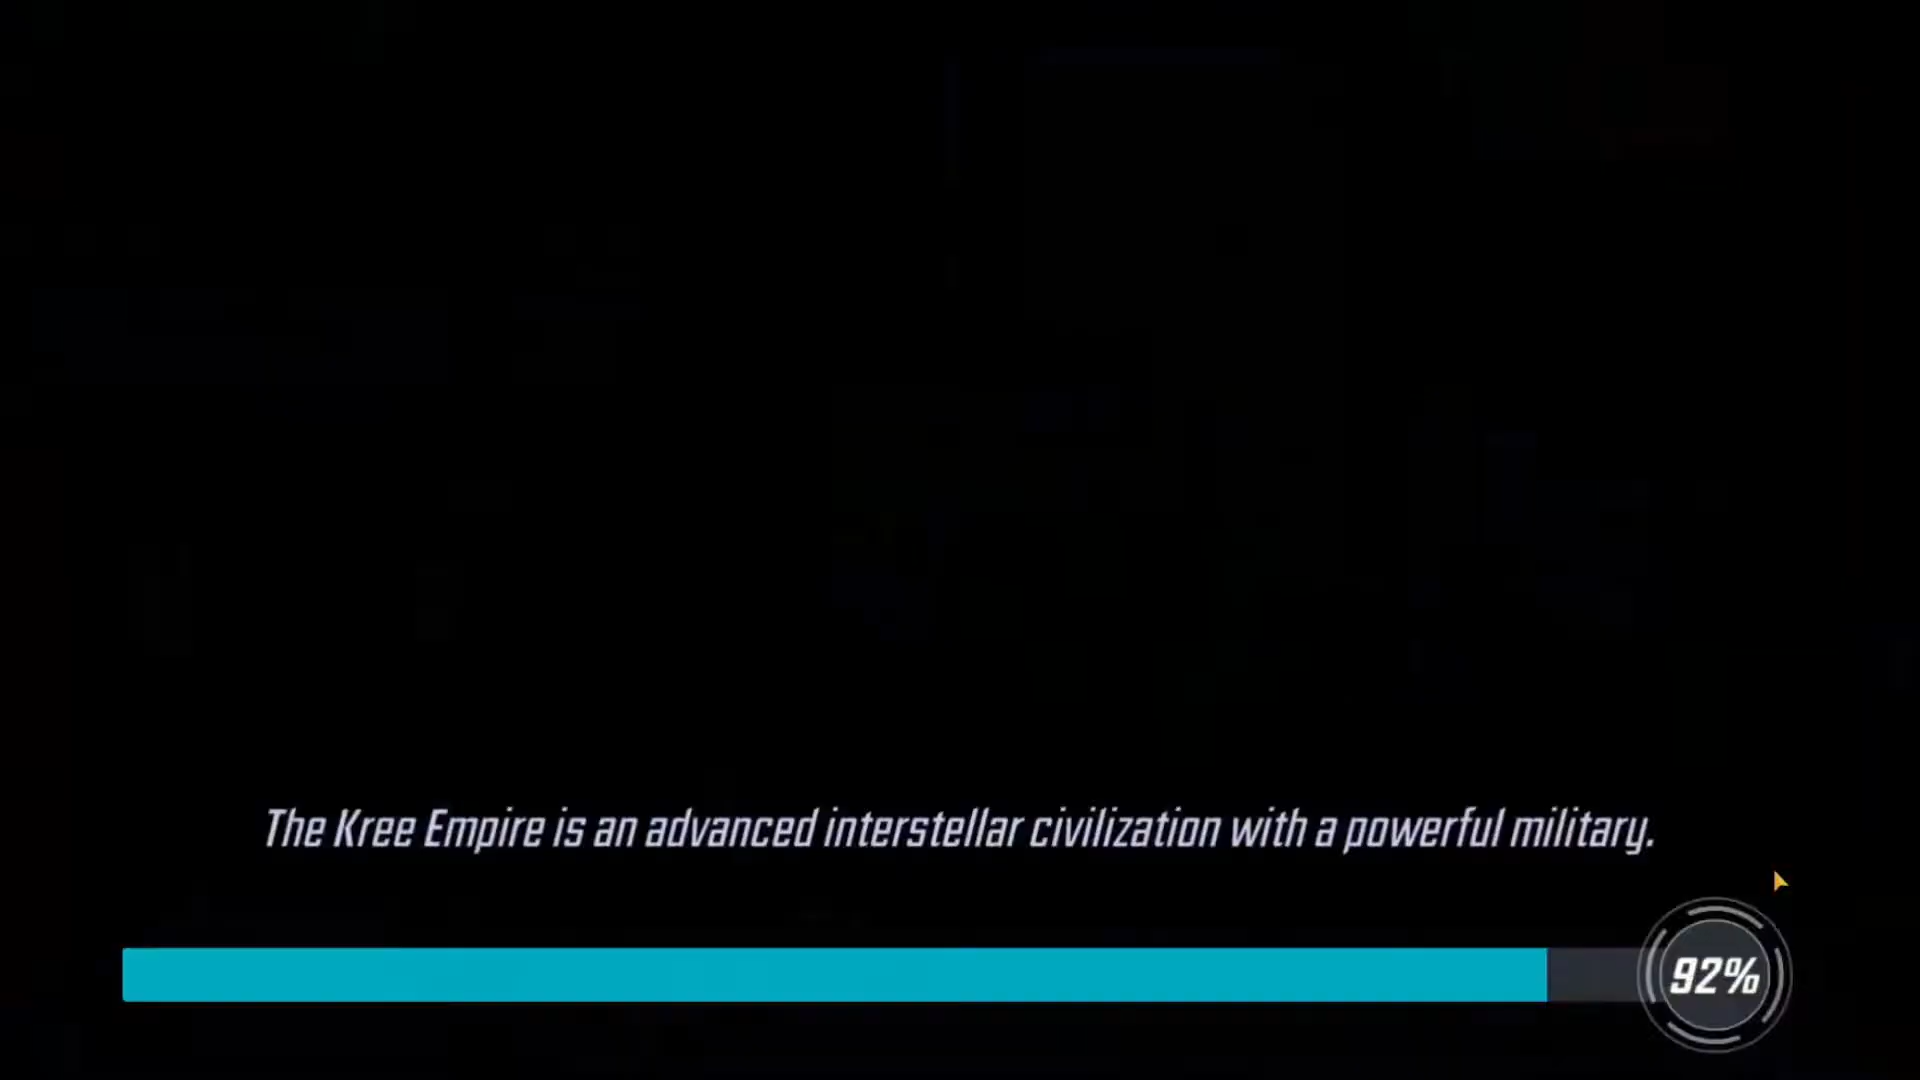 The Kree Empire is an advanced interstellar civilization with a powerful military.
92%